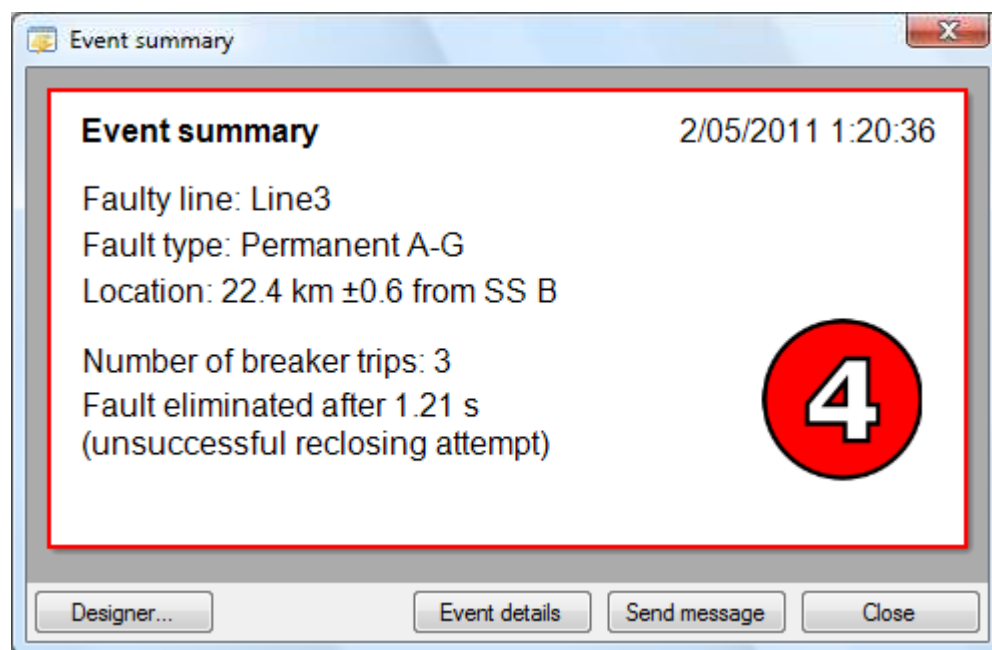 Event summary
X
Event summary 2/05/2011 1:20:36
Faulty line: Line3
Fault type: Permanent A-G
Location: 22.4 km ±0.6 from SS B
Number of breaker trips: 3
Fault eliminated after 1.21 s
(unsuccessful reclosing attempt)
4
Designer... Event details Send message Close